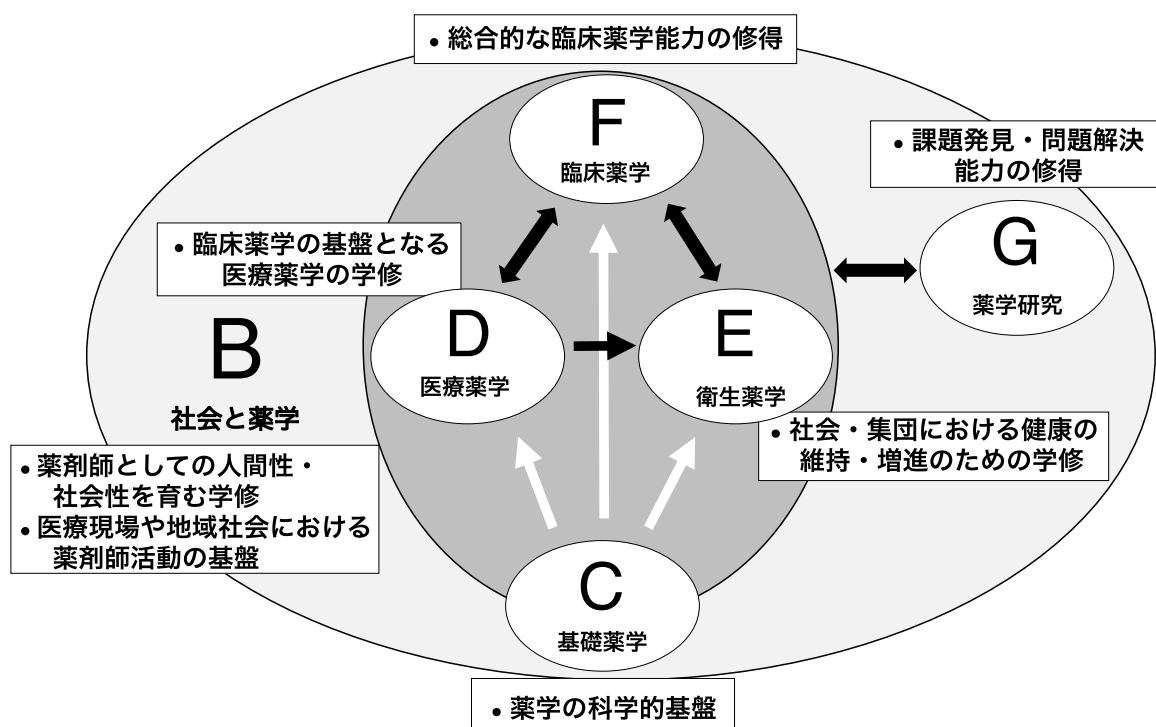 • 総合的な臨床薬学能力の修得
F
臨床薬学
• 課題発見・問題解決
能力の修得
G
薬学研究
• 臨床薬学の基盤となる
医療薬学の学修
D
医療薬学
E
衛生薬学
B
社会と薬学
• 社会・集団における健康の
維持・増進のための学修
• 薬剤師としての人間性・
社会性を育む学修
• 医療現場や地域社会における
薬剤師活動の基盤
C
基礎薬学
• 薬学の科学的基盤